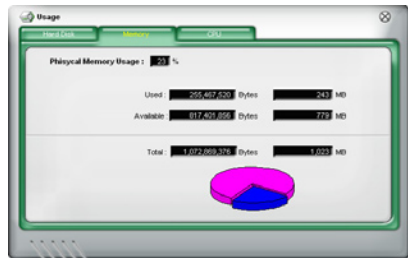 Usage
Hard Disk Memory CPU
Phisycal Memory Usage : 23 %
Used : 255,467,520 Bytes 243 MB
Available : 817,401,856 Bytes 779 MB
Total : 1,072,869,376 Bytes 1,023 MB